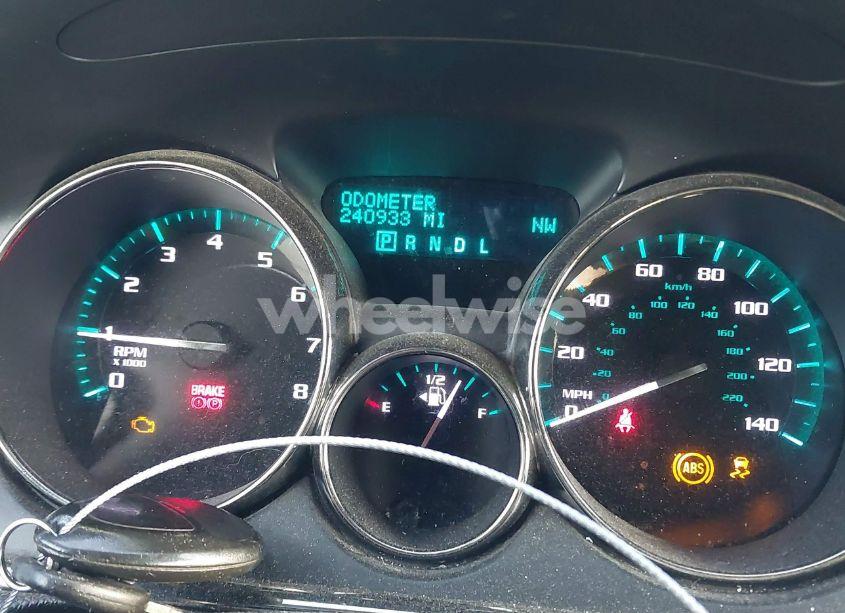 ODOMETER
240933 MI NW
P R N D L
0 1 2 3 4 5 6 7 8
RPM
X 1000
BRAKE
P
E 1/2 F
0 20 40 60 80 100 120 140
MPH
km/h
0 20 40 60 80 100 120 140 160 180 200 220
ABS
wheelwise